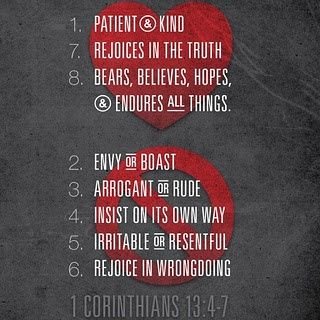 1. PATIENT & KIND
7. REJOICES IN THE TRUTH
8. BEARS, BELIEVES, HOPES,
& ENDURES ALL THINGS.
2. ENVY OR BOAST
3. ARROGANT OR RUDE
4. INSIST ON ITS OWN WAY
5. IRRITABLE OR RESENTFUL
6. REJOICE IN WRONGDOING
1 CORINTHIANS 13:4-7